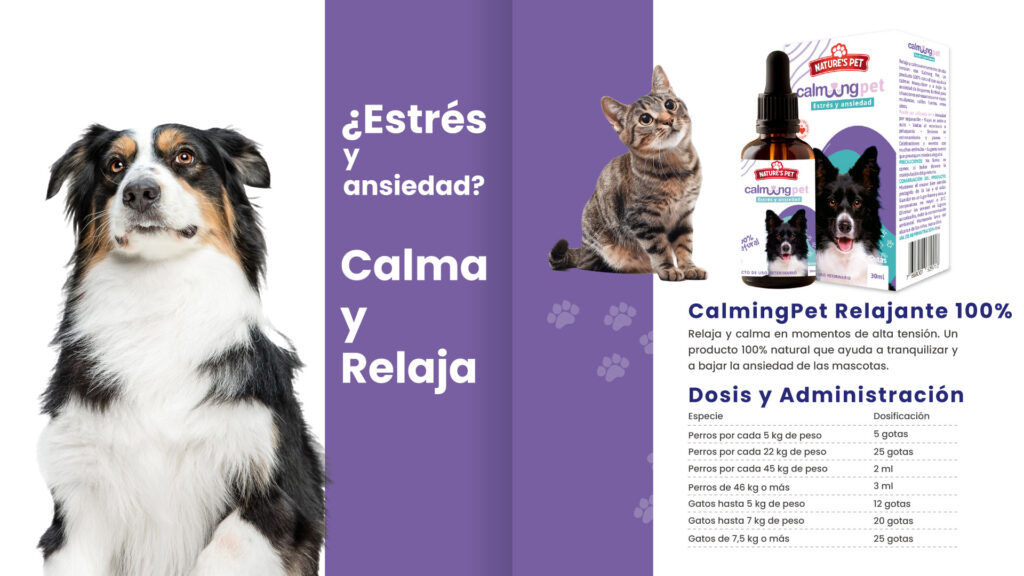 ¿Estrés
y
ansiedad?
Calma
y
Relaja
NATURE'S PET
calmingpet
Estrés y ansiedad
30ml
NATURE'S PET
calmingpet
Estrés y ansiedad
100%
natural
CTO DE USO VETERINARIO
CalmingPet Relajante 100%
Relaja y calma en momentos de alta tensión. Un
producto 100% natural que ayuda a tranquilizar y
a bajar la ansiedad de las mascotas.
Dosis y Administración
Especie Dosificación
Perros por cada 5 kg de peso 5 gotas
Perros por cada 22 kg de peso 25 gotas
Perros por cada 45 kg de peso 2 ml
Perros de 46 kg o más 3 ml
Gatos hasta 5 kg de peso 12 gotas
Gatos hasta 7 kg de peso 20 gotas
Gatos de 7,5 kg o más 25 gotas